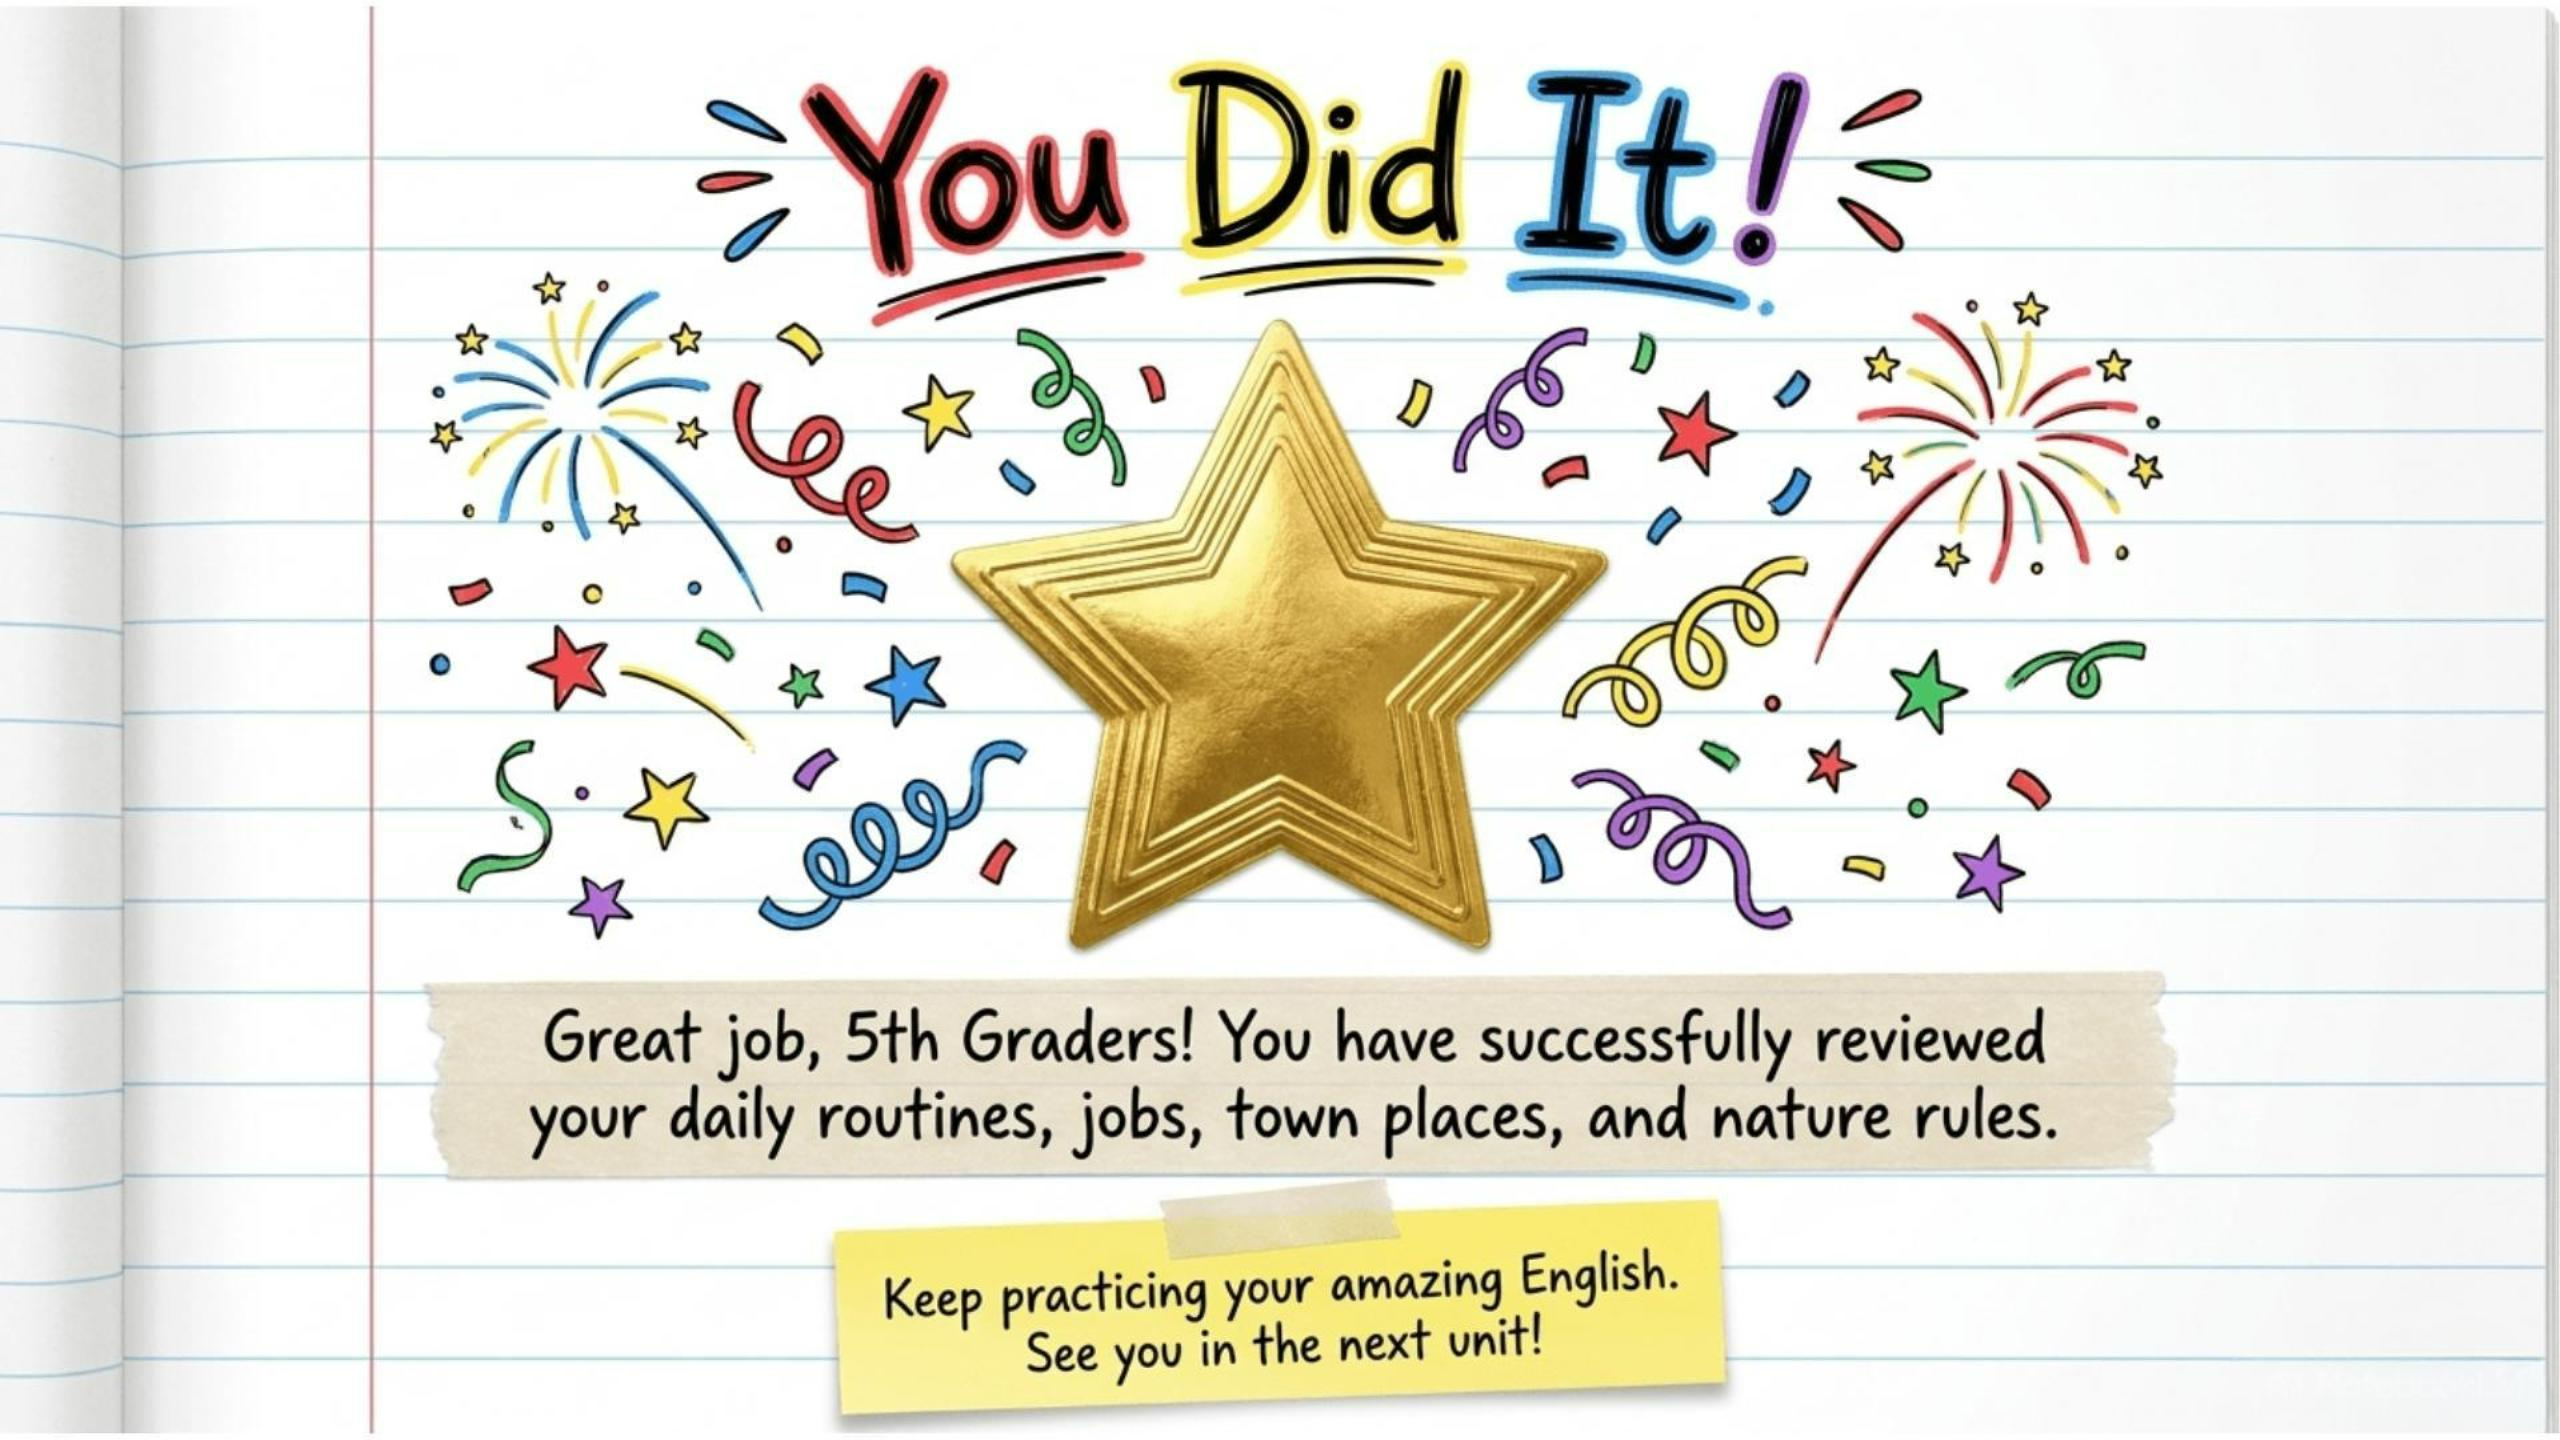 You Did It!
Great job, 5th Graders! You have successfully reviewed
your daily routines, jobs, town places, and nature rules.
Keep practicing your amazing English.
See you in the next unit!